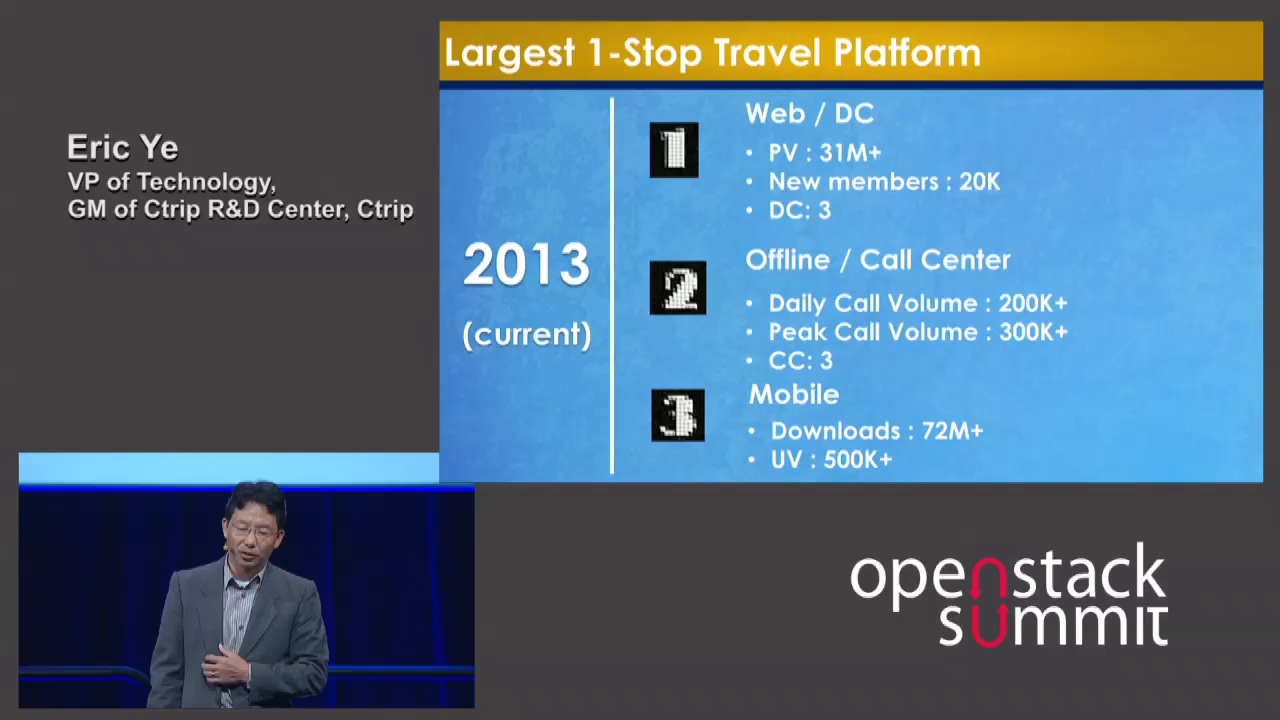 Largest 1-Stop Travel Platform
Eric Ye
VP of Technology,
GM of Ctrip R&D Center, Ctrip
2013
(current)
1
Web / DC
• PV : 31M+
• New members : 20K
• DC: 3
2
Offline / Call Center
• Daily Call Volume : 200K+
• Peak Call Volume : 300K+
• CC: 3
3
Mobile
• Downloads : 72M+
• UV : 500K+
openstack
summit